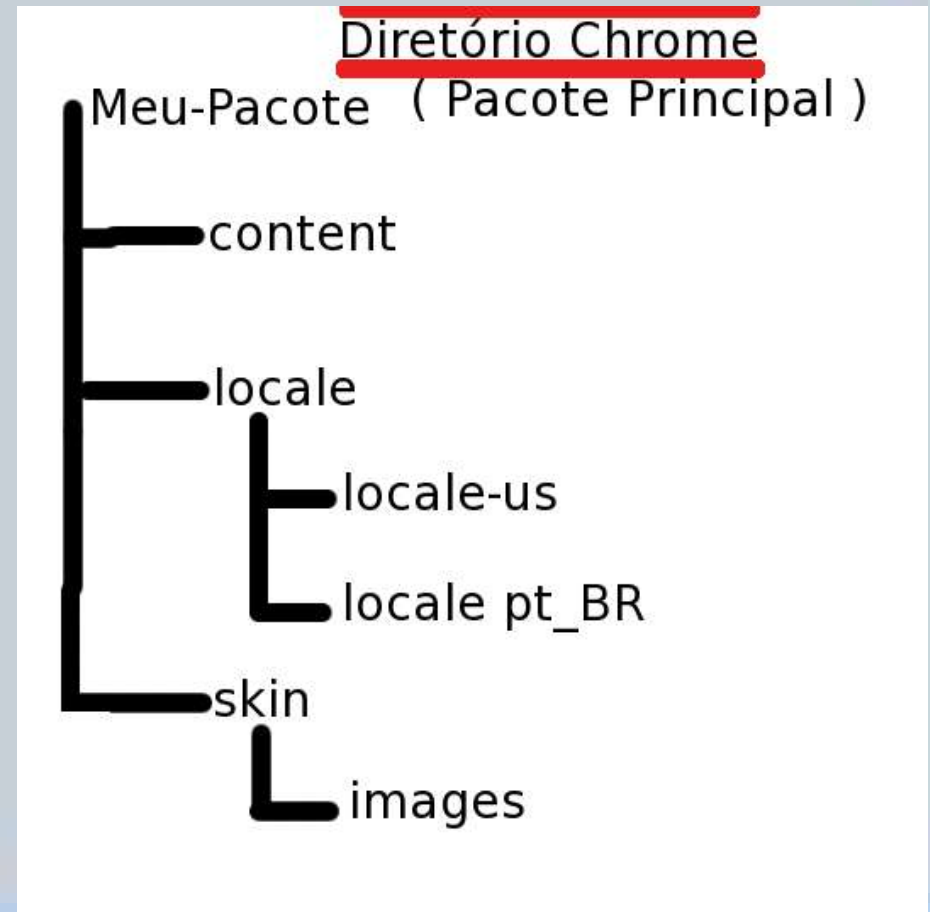 Diretório Chrome
Meu-Pacote ( Pacote Principal )
content
locale
locale-us
locale pt_BR
skin
images